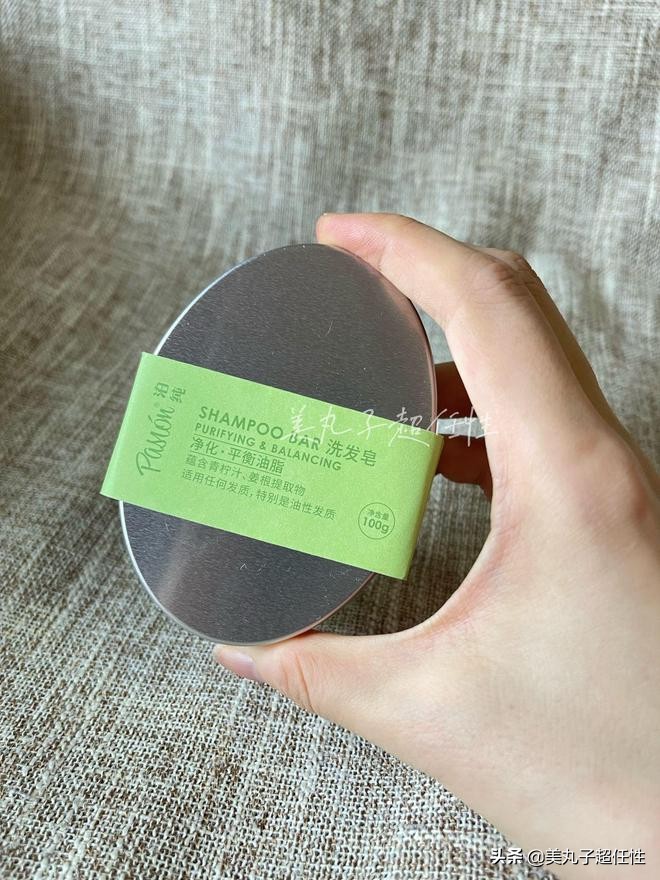 Pasión®
泊纯
SHAMPOO BAR 洗发皂
PURIFYING & BALANCING
净化·平衡油脂
蕴含青柠汁、姜根提取物
适用任何发质,特别是油性发质
净含量
100g
美丸子超任性
头条 @美丸子超任性